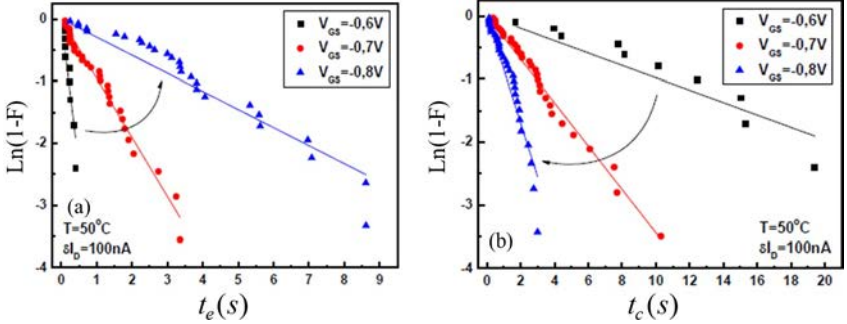 Ln(1-F)
0
-1
-2
-3
-4
V_GS=-0,6V
V_GS=-0,7V
V_GS=-0,8V
(a)
T=50°C
δI_D=100nA
0 1 2 3 4 5 6 7 8 9
t_e(s)
Ln(1-F)
0
-1
-2
-3
-4
V_GS=-0,6V
V_GS=-0,7V
V_GS=-0,8V
(b)
T=50°C
δI_D=100nA
0 2 4 6 8 10 12 14 16 18 20
t_c(s)